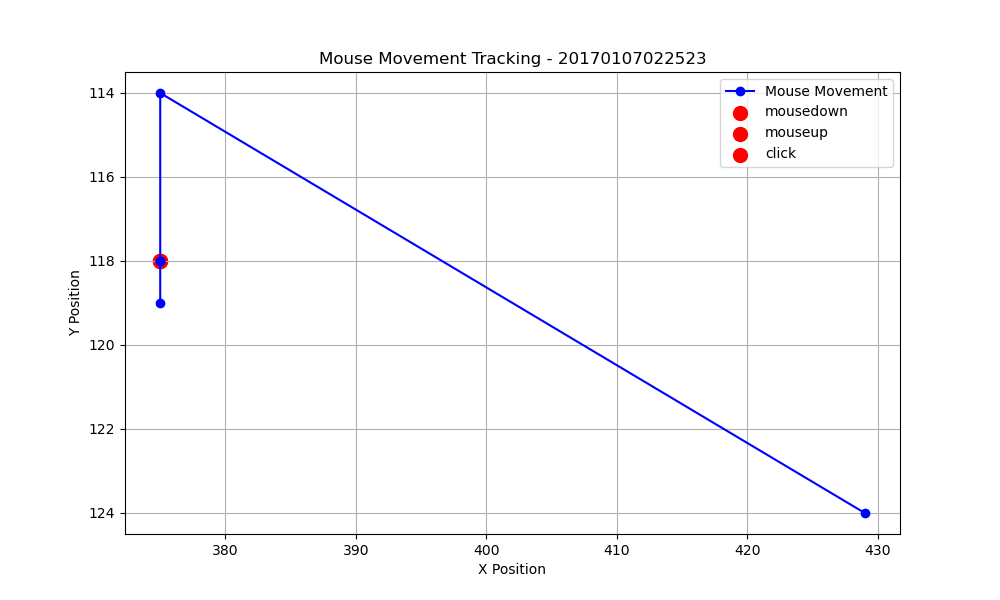 Mouse Movement Tracking - 20170107022523
Mouse Movement
mousedown
mouseup
click
114
116
118
120
122
124
Y Position
380
390
400
410
420
430
X Position